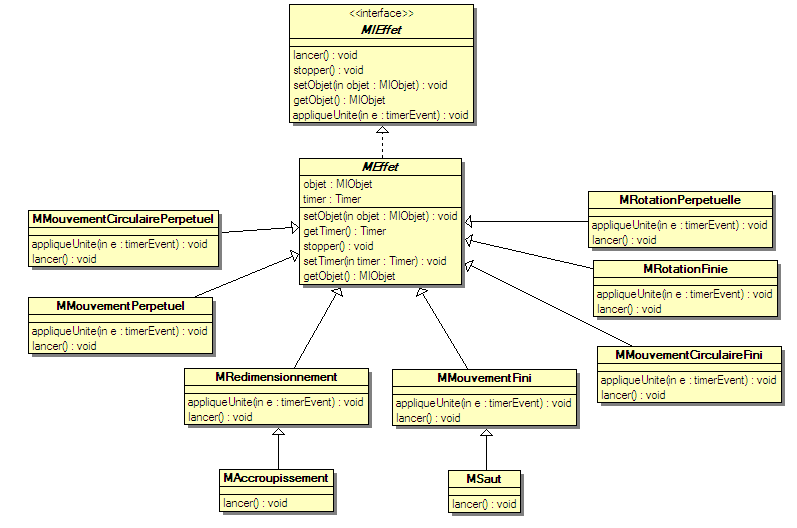 <<interface>>
MIEffet
lancer() : void
stopper() : void
setObjet(in objet : MIObjet) : void
getObjet() : MIObjet
appliqueUnite(in e : timerEvent) : void
MEffet
objet : MIObjet
timer : Timer
setObjet(in objet : MIObjet) : void
getTimer() : Timer
stopper() : void
setTimer(in timer : Timer) : void
getObjet() : MIObjet
MMouvementCirculairePerpetuel
appliqueUnite(in e : timerEvent) : void
lancer() : void
MRotationPerpetuelle
appliqueUnite(in e : timerEvent) : void
lancer() : void
MRotationFinie
appliqueUnite(in e : timerEvent) : void
lancer() : void
MMouvementPerpetuel
appliqueUnite(in e : timerEvent) : void
lancer() : void
MMouvementCirculaireFini
appliqueUnite(in e : timerEvent) : void
lancer() : void
MRedimensionnement
appliqueUnite(in e : timerEvent) : void
lancer() : void
MMouvementFini
appliqueUnite(in e : timerEvent) : void
lancer() : void
MAccroupissement
lancer() : void
MSaut
lancer() : void